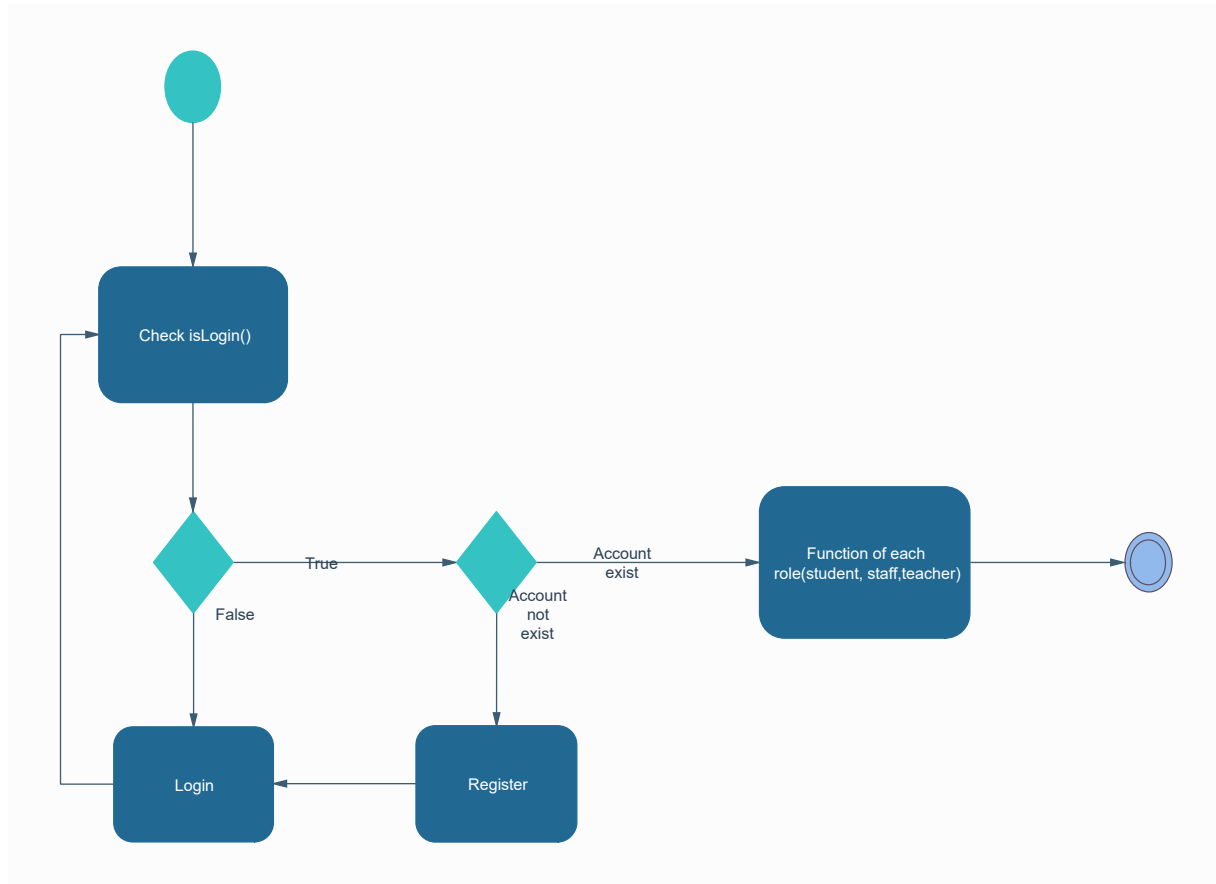 Check isLogin()
True
False
Account
exist
Account
not
exist
Function of each
role(student, staff,teacher)
Login
Register